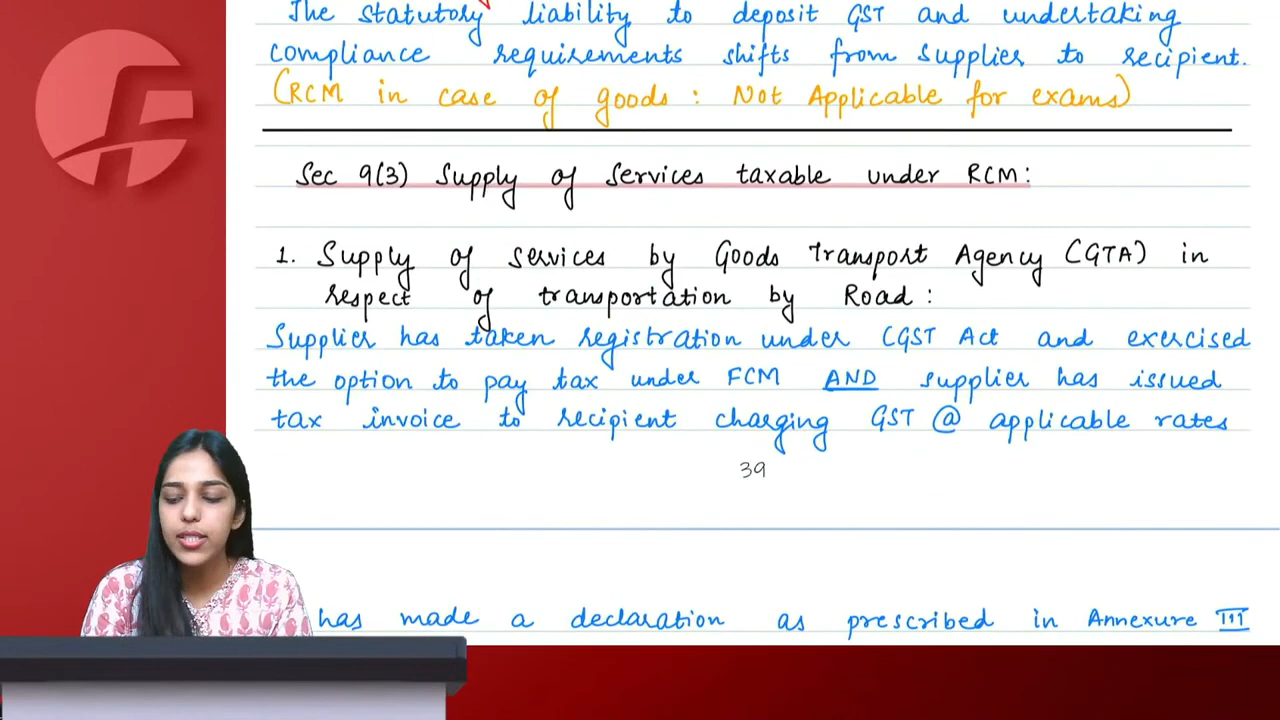 The statutory liability to deposit GST and undertaking
compliance requirements shifts from supplier to recipient.
(RCM in case of goods : Not Applicable for exams)
Sec 9(3) Supply of Services taxable under RCM:
1. Supply of services by Goods Transport Agency (GTA) in
respect of transportation by Road :
Supplier has taken registration under CGST Act and exercised
the option to pay tax under FCM AND supplier has issued
tax invoice to recipient charging GST @ applicable rates
39
has made a declaration as prescribed in Annexure III